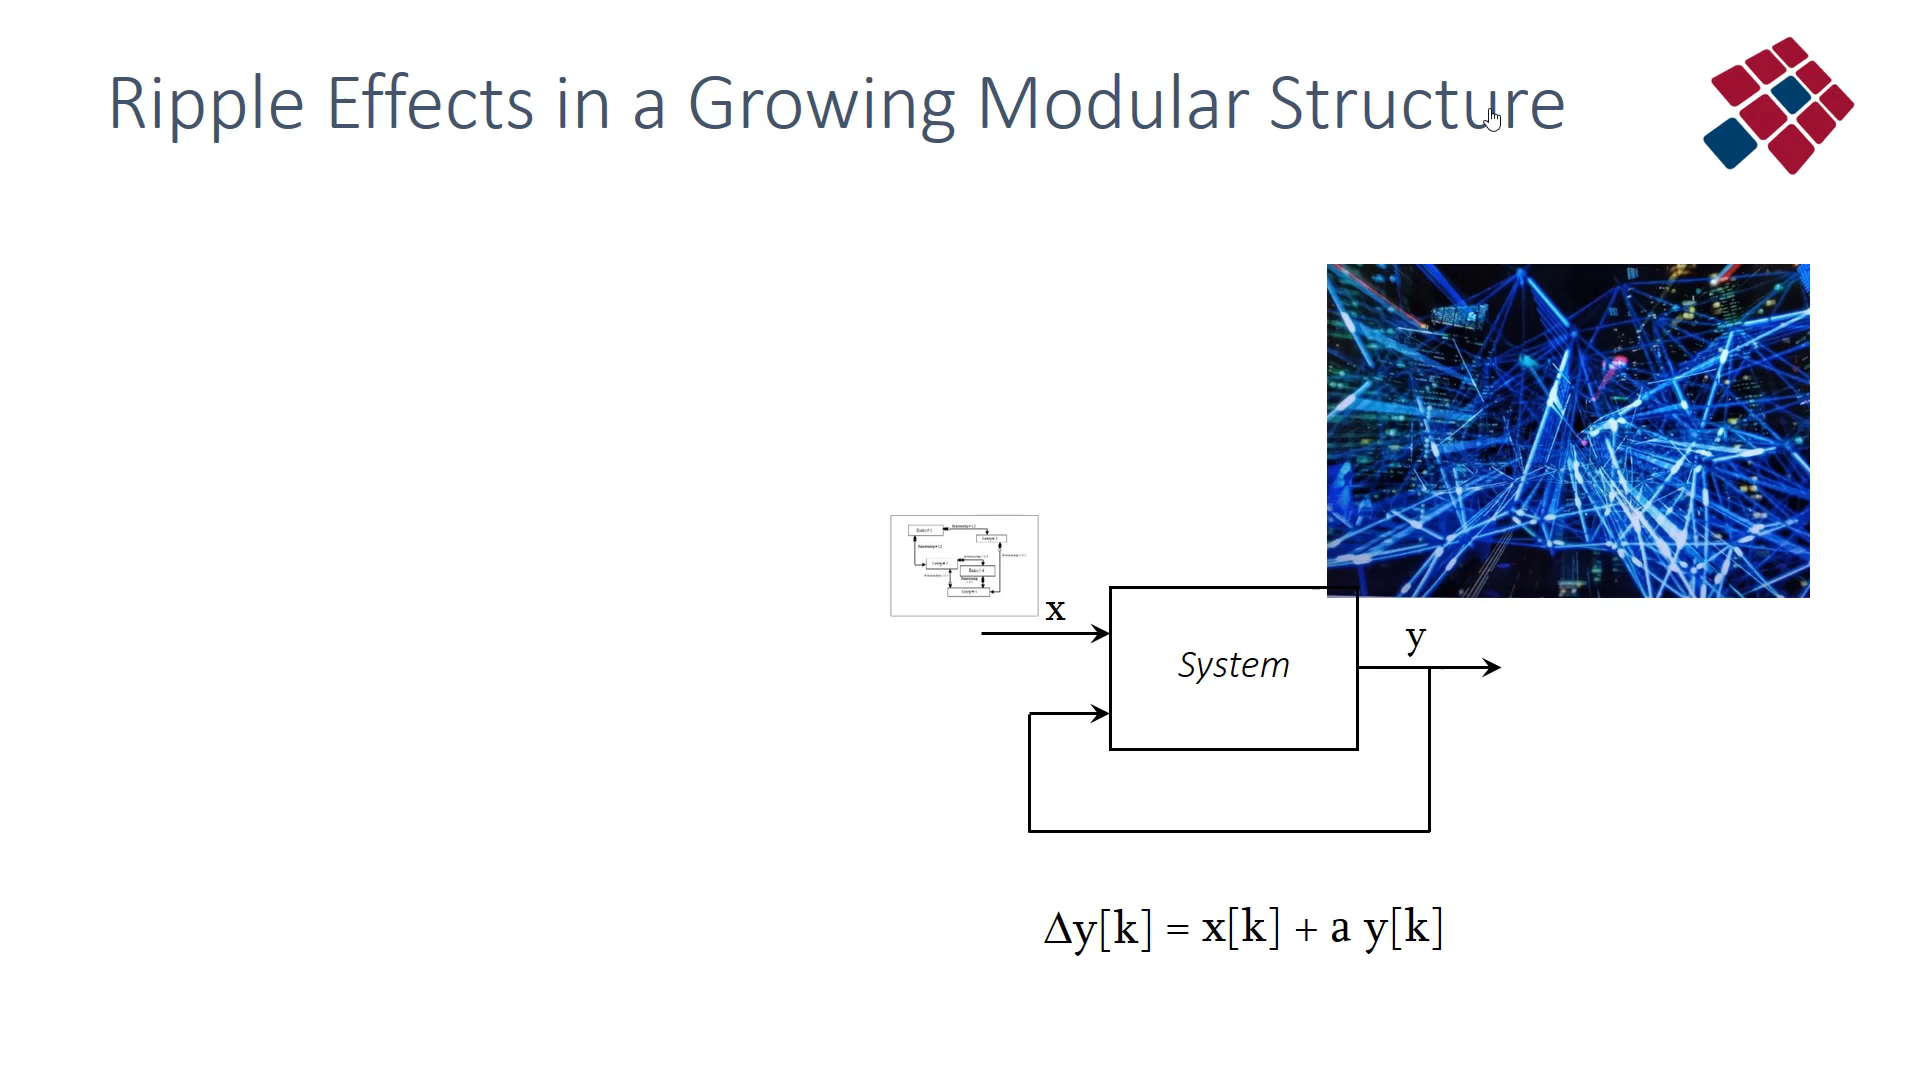 Ripple Effects in a Growing Modular Structure
x
System
y
Δy[k] = x[k] + a y[k]